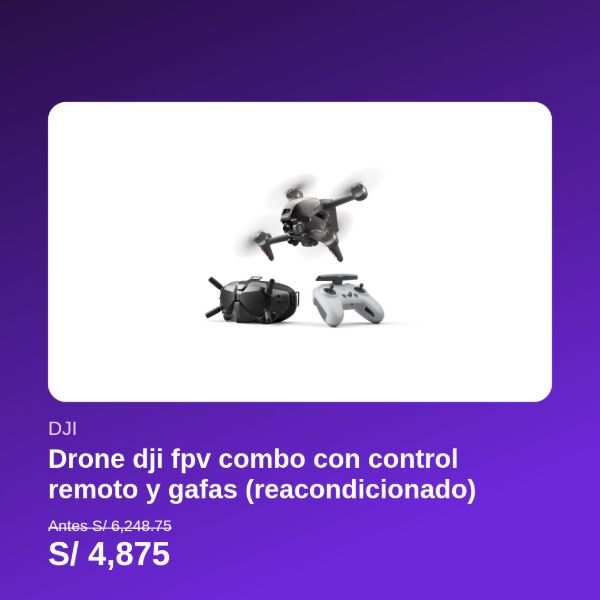 DJI
Drone dji fpv combo con control
remoto y gafas (reacondicionado)
Antes S/ 6,248.75
S/ 4,875